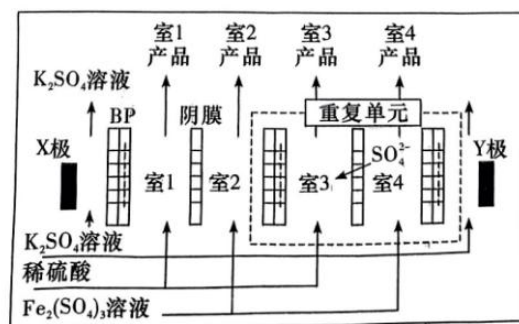 室1 室2 室3 室4
产品 产品 产品 产品
K₂SO₄溶液
BP 阴膜 重复单元
X极 Y极
SO₄²⁻
室1 室2 室3 室4
K₂SO₄溶液
稀硫酸
Fe₂(SO₄)₃溶液